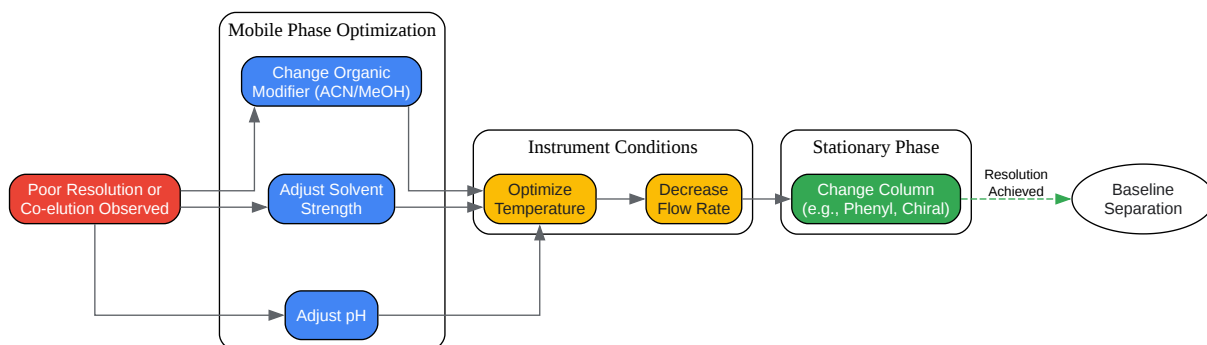 Mobile Phase Optimization
Change Organic
Modifier (ACN/MeOH)
Instrument Conditions
Stationary Phase
Poor Resolution or
Co-elution Observed
Adjust Solvent
Strength
Optimize
Temperature
Decrease
Flow Rate
Change Column
(e.g., Phenyl, Chiral)
Resolution
Achieved
Baseline
Separation
Adjust pH